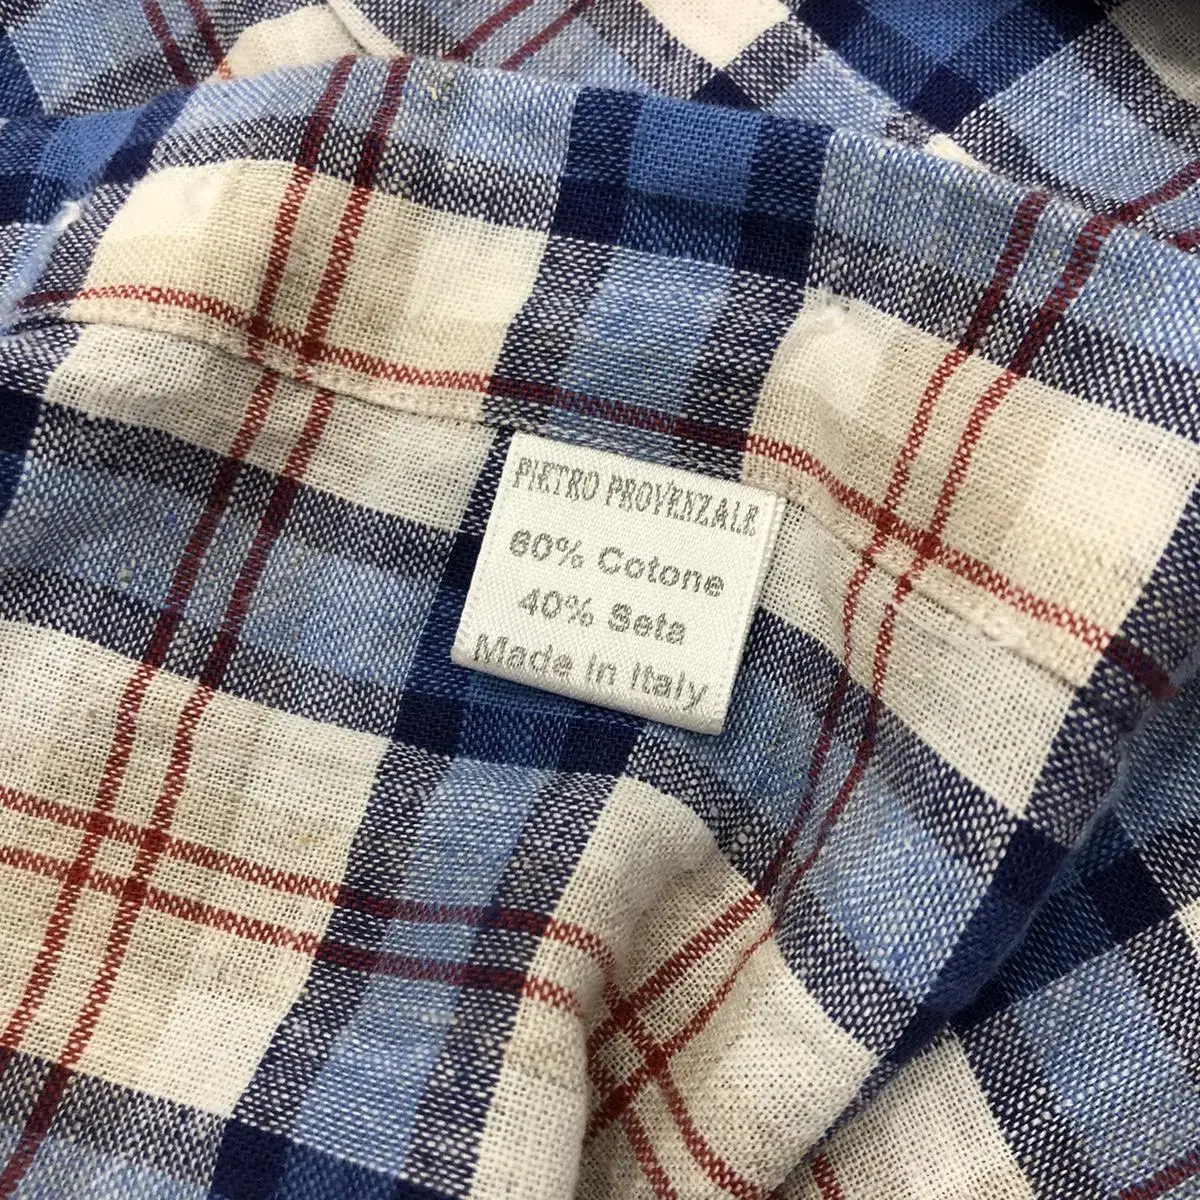 PIETRO PROVENZALE
60% Cotone
40% Seta
Made in Italy